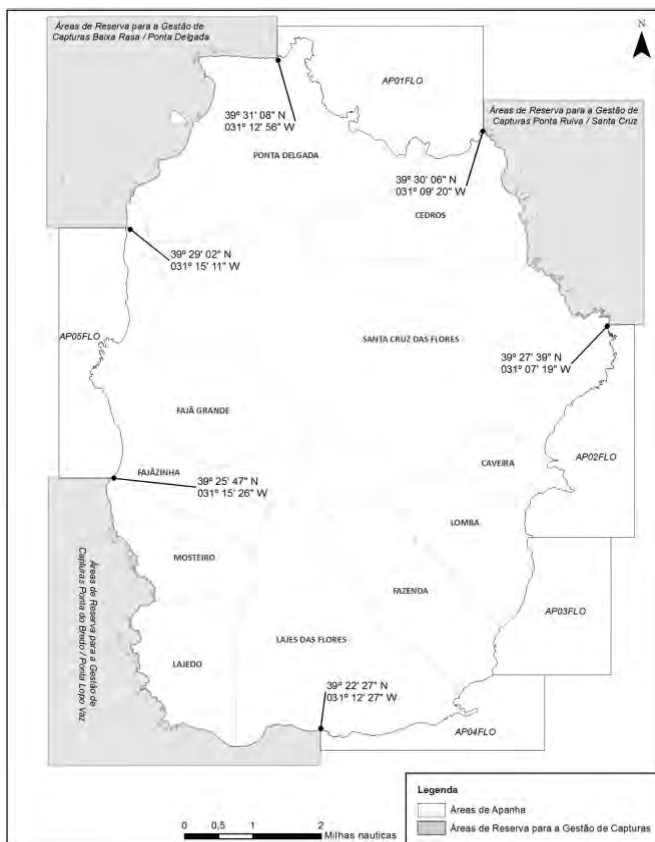 Áreas de Reserva para a Gestão de
Capturas Baixa Rasa / Ponta Delgada
AP01FLO
39º 31' 08" N
031º 12' 56" W
PONTA DELGADA
Áreas de Reserva para a Gestão de
Capturas Ponta Ruiva / Santa Cruz
39º 30' 06" N
031º 09' 20" W
CEDROS
39º 29' 02" N
031º 15' 11" W
AP05FLO
SANTA CRUZ DAS FLORES
39º 27' 39" N
031º 07' 19" W
FAJÃ GRANDE
CAVEIRA
AP02FLO
FAJÃZINHA
39º 25' 47" N
031º 15' 26" W
LOMBA
MOSTEIRO
Áreas de Reserva para a Gestão de
Capturas Ponta do Bredo / Ponta Lopo Vaz
FAZENDA
AP03FLO
LAJES DAS FLORES
LAJEDO
39º 22' 27" N
031º 12' 27" W
AP04FLO
Legenda
Áreas de Apanha
Áreas de Reserva para a Gestão de Capturas
0 0,5 1 2
Milhas nauticas